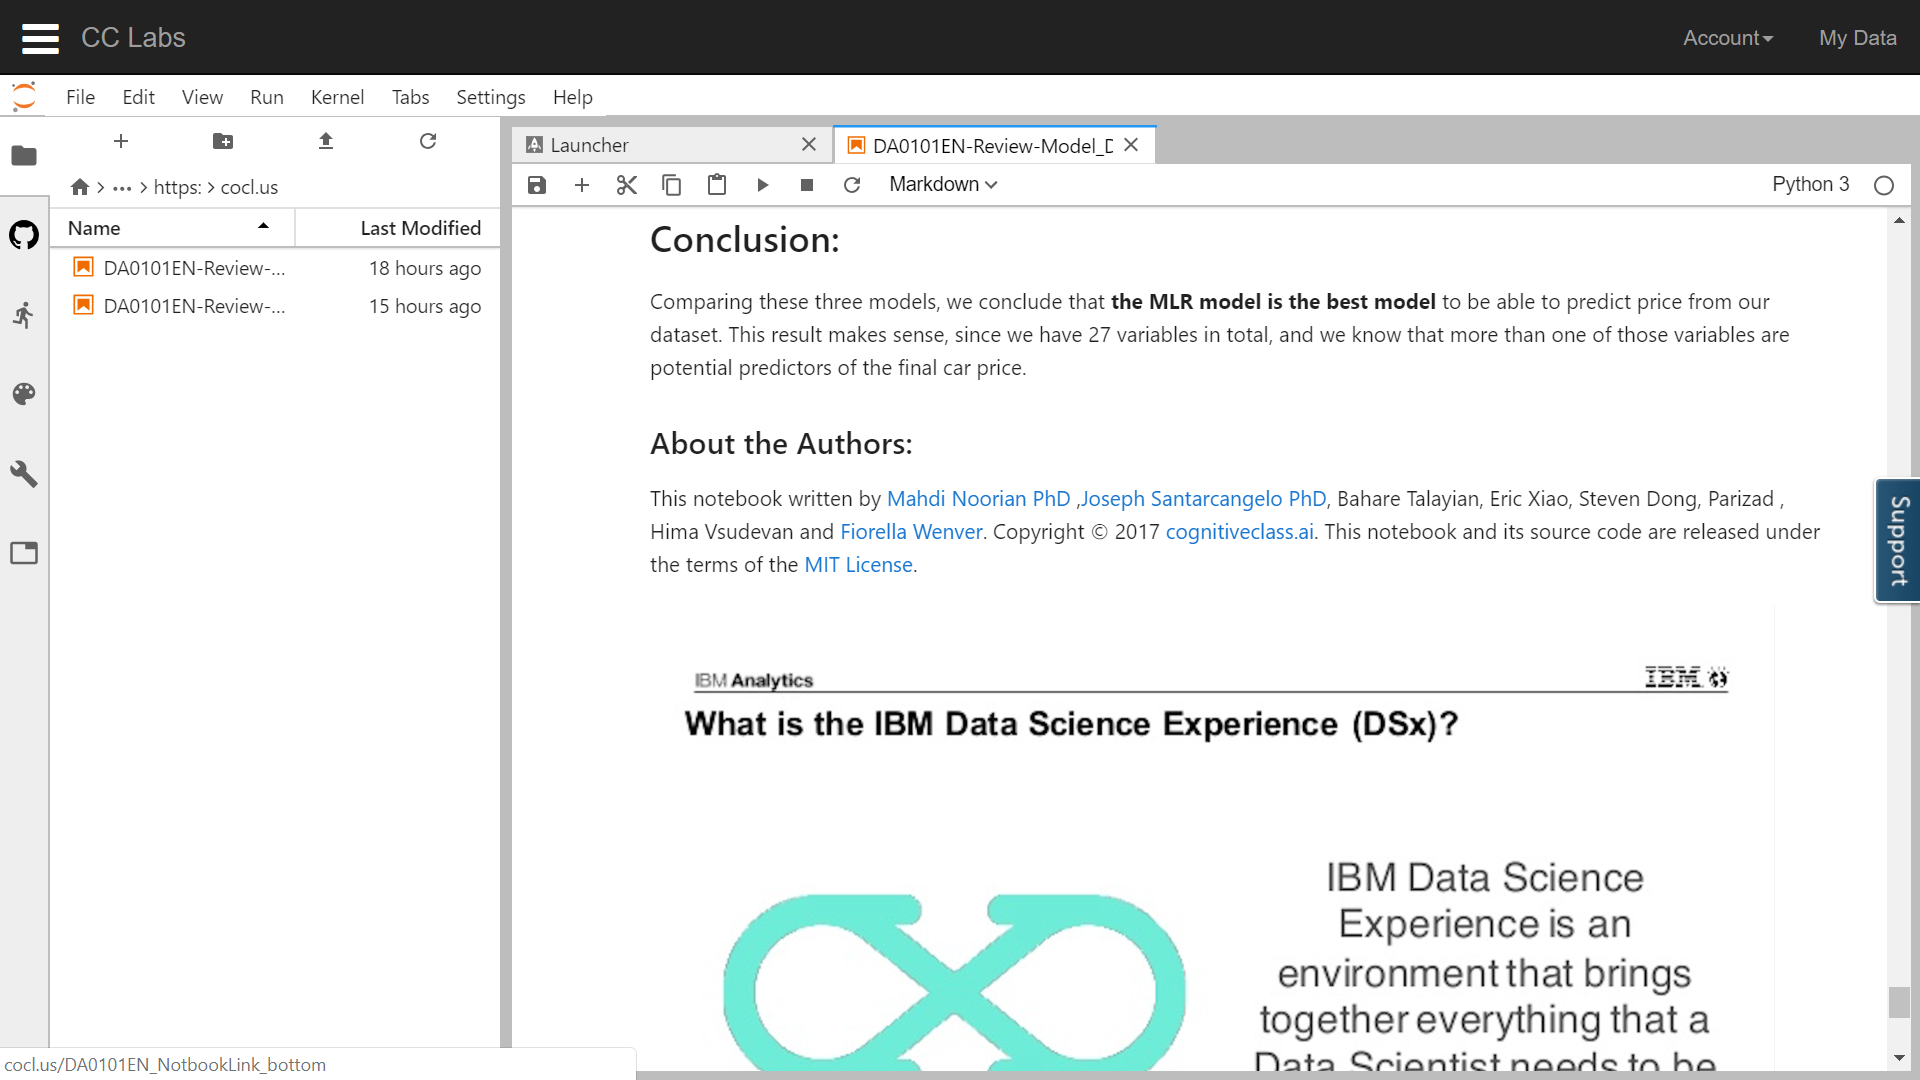 CC Labs
Account
My Data
File Edit View Run Kernel Tabs Settings Help
… https: cocl.us
Name Last Modified
DA0101EN-Review-... 18 hours ago
DA0101EN-Review-... 15 hours ago
Launcher
DA0101EN-Review-Model_D
Markdown
Python 3
Conclusion:
Comparing these three models, we conclude that the MLR model is the best model to be able to predict price from our
dataset. This result makes sense, since we have 27 variables in total, and we know that more than one of those variables are
potential predictors of the final car price.
About the Authors:
This notebook written by Mahdi Noorian PhD ,Joseph Santarcangelo PhD, Bahare Talayian, Eric Xiao, Steven Dong, Parizad ,
Hima Vsudevan and Fiorella Wenver. Copyright © 2017 cognitiveclass.ai. This notebook and its source code are released under
the terms of the MIT License.
Support
IBM Analytics
IBM
What is the IBM Data Science Experience (DSx)?
IBM Data Science
Experience is an
environment that brings
together everything that a
Data Scientist needs to be
cocl.us/DA0101EN_NotbookLink_bottom